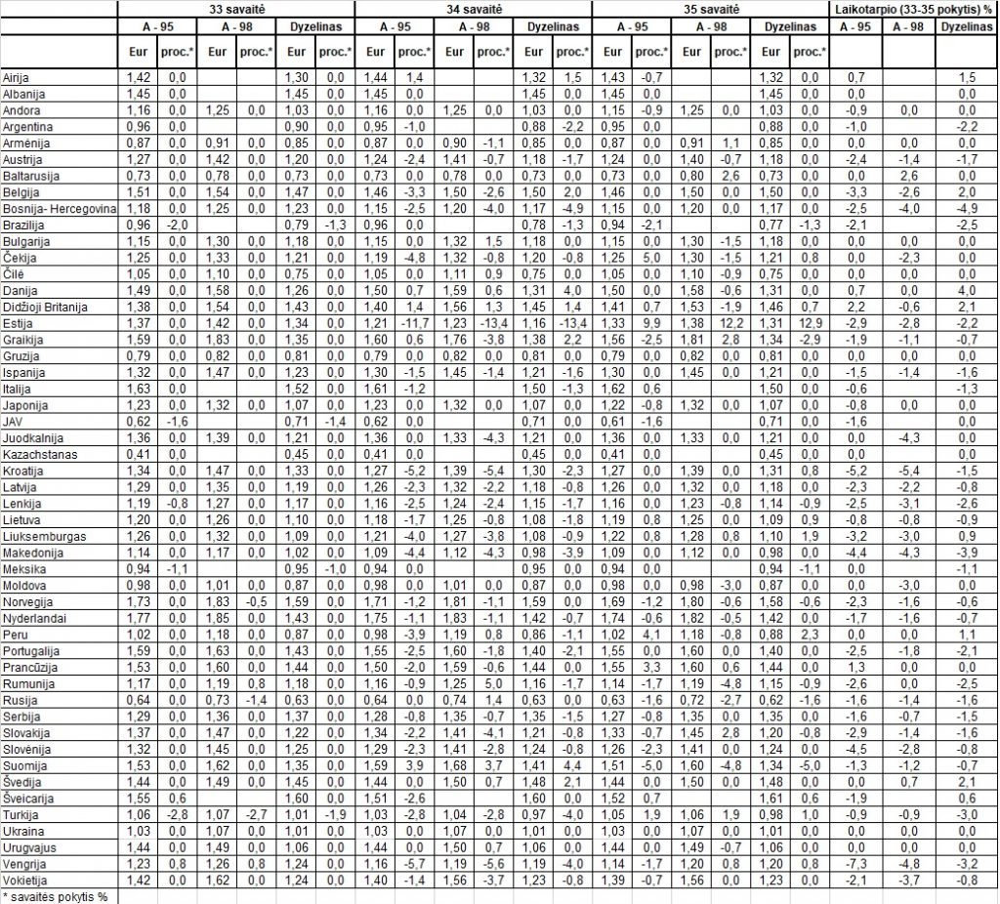 33 savaitė 34 savaitė 35 savaitė Laikotarpio (33-35 pokytis) %
A - 95 A - 98 Dyzelinas A - 95 A - 98 Dyzelinas A - 95 A - 98 Dyzelinas A - 95 A - 98 Dyzelinas
Eur proc.* Eur proc.* Eur proc.* Eur proc.* Eur proc.* Eur proc.* Eur proc.* Eur proc.* Eur proc.*
Airija 1,42 0,0 1,30 0,0 1,44 1,4 1,32 1,5 1,43 -0,7 1,32 0,0 0,7 1,5
Albanija 1,45 0,0 1,45 0,0 1,45 0,0 1,45 0,0 1,45 0,0 1,45 0,0 0,0 0,0
Andora 1,16 0,0 1,25 0,0 1,03 0,0 1,16 0,0 1,25 0,0 1,03 0,0 1,15 -0,9 1,25 0,0 1,03 0,0 -0,9 0,0 0,0
Argentina 0,96 0,0 0,90 0,0 0,95 -1,0 0,88 -2,2 0,95 0,0 0,88 0,0 -1,0 -2,2
Armėnija 0,87 0,0 0,91 0,0 0,85 0,0 0,87 0,0 0,90 -1,1 0,85 0,0 0,87 0,0 0,91 1,1 0,85 0,0 0,0 0,0 0,0
Austrija 1,27 0,0 1,42 0,0 1,20 0,0 1,24 -2,4 1,41 -0,7 1,18 -1,7 1,24 0,0 1,40 -0,7 1,18 0,0 -2,4 -1,4 -1,7
Baltarusija 0,73 0,0 0,78 0,0 0,73 0,0 0,73 0,0 0,78 0,0 0,73 0,0 0,73 0,0 0,80 2,6 0,73 0,0 0,0 2,6 0,0
Belgija 1,51 0,0 1,54 0,0 1,47 0,0 1,46 -3,3 1,50 -2,6 1,50 2,0 1,46 0,0 1,50 0,0 1,50 0,0 -3,3 -2,6 2,0
Bosnija- Hercegovina 1,18 0,0 1,25 0,0 1,23 0,0 1,15 -2,5 1,20 -4,0 1,17 -4,9 1,15 0,0 1,20 0,0 1,17 0,0 -2,5 -4,0 -4,9
Brazilija 0,96 -2,0 0,79 -1,3 0,96 0,0 0,78 -1,3 0,94 -2,1 0,77 -1,3 -2,1 -2,5
Bulgarija 1,15 0,0 1,30 0,0 1,18 0,0 1,15 0,0 1,32 1,5 1,18 0,0 1,15 0,0 1,30 -1,5 1,18 0,0 0,0 0,0 0,0
Čekija 1,25 0,0 1,33 0,0 1,21 0,0 1,19 -4,8 1,32 -0,8 1,20 -0,8 1,25 5,0 1,30 -1,5 1,21 0,8 0,0 -2,3 0,0
Čilė 1,05 0,0 1,10 0,0 0,75 0,0 1,05 0,0 1,11 0,9 0,75 0,0 1,05 0,0 1,10 -0,9 0,75 0,0 0,0 0,0 0,0
Danija 1,49 0,0 1,58 0,0 1,26 0,0 1,50 0,7 1,59 0,6 1,31 4,0 1,50 0,0 1,58 -0,6 1,31 0,0 0,7 0,0 4,0
Didžioji Britanija 1,38 0,0 1,54 0,0 1,43 0,0 1,40 1,4 1,56 1,3 1,45 1,4 1,41 0,7 1,53 -1,9 1,46 0,7 2,2 -0,6 2,1
Estija 1,37 0,0 1,42 0,0 1,34 0,0 1,21 -11,7 1,23 -13,4 1,16 -13,4 1,33 9,9 1,38 12,2 1,31 12,9 -2,9 -2,8 -2,2
Graikija 1,59 0,0 1,83 0,0 1,35 0,0 1,60 0,6 1,76 -3,8 1,38 2,2 1,56 -2,5 1,81 2,8 1,34 -2,9 -1,9 -1,1 -0,7
Gruzija 0,79 0,0 0,82 0,0 0,81 0,0 0,79 0,0 0,82 0,0 0,81 0,0 0,79 0,0 0,82 0,0 0,81 0,0 0,0 0,0 0,0
Ispanija 1,32 0,0 1,47 0,0 1,23 0,0 1,30 -1,5 1,45 -1,4 1,21 -1,6 1,30 0,0 1,45 0,0 1,21 0,0 -1,5 -1,4 -1,6
Italija 1,63 0,0 1,52 0,0 1,61 -1,2 1,50 -1,3 1,62 0,6 1,50 0,0 -0,6 -1,3
Japonija 1,23 0,0 1,32 0,0 1,07 0,0 1,23 0,0 1,32 0,0 1,07 0,0 1,22 -0,8 1,32 0,0 1,07 0,0 -0,8 0,0 0,0
JAV 0,62 -1,6 0,71 -1,4 0,62 0,0 0,71 0,0 0,61 -1,6 0,71 0,0 -1,6 0,0
Juodkalnija 1,36 0,0 1,39 0,0 1,21 0,0 1,36 0,0 1,33 -4,3 1,21 0,0 1,36 0,0 1,33 0,0 1,21 0,0 0,0 -4,3 0,0
Kazachstanas 0,41 0,0 0,45 0,0 0,41 0,0 0,45 0,0 0,41 0,0 0,45 0,0 0,0 0,0
Kroatija 1,34 0,0 1,47 0,0 1,33 0,0 1,27 -5,2 1,39 -5,4 1,30 -2,3 1,27 0,0 1,39 0,0 1,31 0,8 -5,2 -5,4 -1,5
Latvija 1,29 0,0 1,35 0,0 1,19 0,0 1,26 -2,3 1,32 -2,2 1,18 -0,8 1,26 0,0 1,32 0,0 1,18 0,0 -2,3 -2,2 -0,8
Lenkija 1,19 -0,8 1,27 0,0 1,17 0,0 1,16 -2,5 1,24 -2,4 1,15 -1,7 1,16 0,0 1,23 -0,8 1,14 -0,9 -2,5 -3,1 -2,6
Lietuva 1,20 0,0 1,26 0,0 1,10 0,0 1,18 -1,7 1,25 -0,8 1,08 -1,8 1,19 0,8 1,25 0,0 1,09 0,9 -0,8 -0,8 -0,9
Liuksemburgas 1,26 0,0 1,32 0,0 1,09 0,0 1,21 -4,0 1,27 -3,8 1,08 -0,9 1,22 0,8 1,28 0,8 1,10 1,9 -3,2 -3,0 0,9
Makedonija 1,14 0,0 1,17 0,0 1,02 0,0 1,09 -4,4 1,12 -4,3 0,98 -3,9 1,09 0,0 1,12 0,0 0,98 0,0 -4,4 -4,3 -3,9
Meksika 0,94 -1,1 0,95 -1,0 0,94 0,0 0,95 0,0 0,94 0,0 0,94 -1,1 0,0 -1,1
Moldova 0,98 0,0 1,01 0,0 0,87 0,0 0,98 0,0 1,01 0,0 0,87 0,0 0,98 0,0 0,98 -3,0 0,87 0,0 0,0 -3,0 0,0
Norvegija 1,73 0,0 1,83 -0,5 1,59 0,0 1,71 -1,2 1,81 -1,1 1,59 0,0 1,69 -1,2 1,80 -0,6 1,58 -0,6 -2,3 -1,6 -0,6
Nyderlandai 1,77 0,0 1,85 0,0 1,43 0,0 1,75 -1,1 1,83 -1,1 1,42 -0,7 1,74 -0,6 1,82 -0,5 1,42 0,0 -1,7 -1,6 -0,7
Peru 1,02 0,0 1,18 0,0 0,87 0,0 0,98 -3,9 1,19 0,8 0,86 -1,1 1,02 4,1 1,18 -0,8 0,88 2,3 0,0 0,0 1,1
Portugalija 1,59 0,0 1,63 0,0 1,43 0,0 1,55 -2,5 1,60 -1,8 1,40 -2,1 1,55 0,0 1,60 0,0 1,40 0,0 -2,5 -1,8 -2,1
Prancūzija 1,53 0,0 1,60 0,0 1,44 0,0 1,50 -2,0 1,59 -0,6 1,44 0,0 1,55 3,3 1,60 0,6 1,44 0,0 1,3 0,0 0,0
Rumunija 1,17 0,0 1,19 0,8 1,18 0,0 1,16 -0,9 1,25 5,0 1,16 -1,7 1,14 -1,7 1,19 -4,8 1,15 -0,9 -2,6 0,0 -2,5
Rusija 0,64 0,0 0,73 -1,4 0,63 0,0 0,64 0,0 0,74 1,4 0,63 0,0 0,63 -1,6 0,72 -2,7 0,62 -1,6 -1,6 -1,4 -1,6
Serbija 1,29 0,0 1,36 0,0 1,37 0,0 1,28 -0,8 1,35 -0,7 1,35 -1,5 1,27 -0,8 1,35 0,0 1,35 0,0 -1,6 -0,7 -1,5
Slovakija 1,37 0,0 1,47 0,0 1,22 0,0 1,34 -2,2 1,41 -4,1 1,21 -0,8 1,33 -0,7 1,45 2,8 1,20 -0,8 -2,9 -1,4 -1,6
Slovėnija 1,32 0,0 1,45 0,0 1,25 0,0 1,29 -2,3 1,41 -2,8 1,24 -0,8 1,26 -2,3 1,41 0,0 1,24 0,0 -4,5 -2,8 -0,8
Suomija 1,53 0,0 1,62 0,0 1,35 0,0 1,59 3,9 1,68 3,7 1,41 4,4 1,51 -5,0 1,60 -4,8 1,34 -5,0 -1,3 -1,2 -0,7
Švedija 1,44 0,0 1,49 0,0 1,45 0,0 1,44 0,0 1,50 0,7 1,48 2,1 1,44 0,0 1,50 0,0 1,48 0,0 0,0 0,7 2,1
Šveicarija 1,55 0,6 1,60 0,0 1,51 -2,6 1,60 0,0 1,52 0,7 1,61 0,6 -1,9 0,6
Turkija 1,06 -2,8 1,07 -2,7 1,01 -1,9 1,03 -2,8 1,04 -2,8 0,97 -4,0 1,05 1,9 1,06 1,9 0,98 1,0 -0,9 -0,9 -3,0
Ukraina 1,03 0,0 1,07 0,0 1,01 0,0 1,03 0,0 1,07 0,0 1,01 0,0 1,03 0,0 1,07 0,0 1,01 0,0 0,0 0,0 0,0
Urugvajus 1,44 0,0 1,49 0,0 1,06 0,0 1,44 0,0 1,50 0,7 1,06 0,0 1,44 0,0 1,49 -0,7 1,06 0,0 0,0 0,0 0,0
Vengrija 1,23 0,8 1,26 0,8 1,24 0,0 1,16 -5,7 1,19 -5,6 1,19 -4,0 1,14 -1,7 1,20 0,8 1,20 0,8 -7,3 -4,8 -3,2
Vokietija 1,42 0,0 1,62 0,0 1,24 0,0 1,40 -1,4 1,56 -3,7 1,23 -0,8 1,39 -0,7 1,56 0,0 1,23 0,0 -2,1 -3,7 -0,8
* savaitės pokytis %